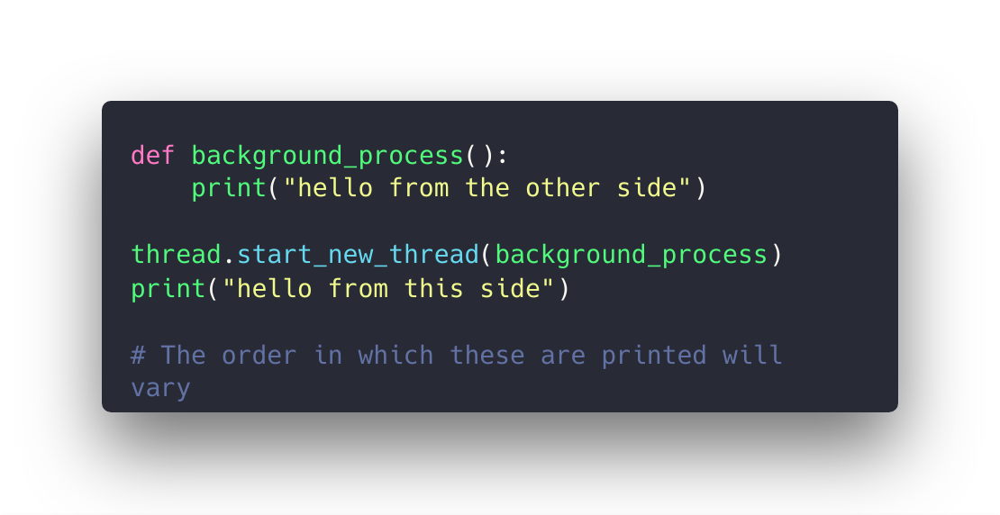 def background_process():
    print("hello from the other side")

thread.start_new_thread(background_process)
print("hello from this side")

# The order in which these are printed will
vary